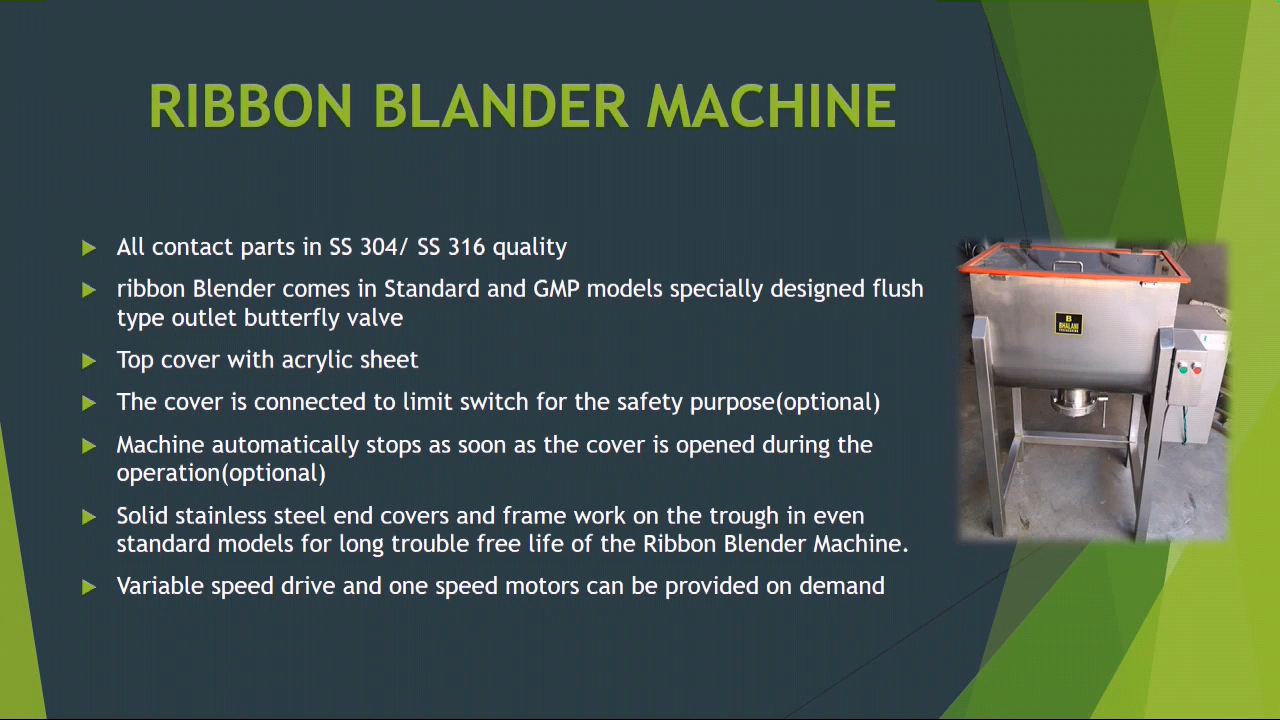 RIBBON BLANDER MACHINE
All contact parts in SS 304/ SS 316 quality
ribbon Blender comes in Standard and GMP models specially designed flush
type outlet butterfly valve
Top cover with acrylic sheet
The cover is connected to limit switch for the safety purpose(optional)
Machine automatically stops as soon as the cover is opened during the
operation(optional)
Solid stainless steel end covers and frame work on the trough in even
standard models for long trouble free life of the Ribbon Blender Machine.
Variable speed drive and one speed motors can be provided on demand
B
BHALANI
ENGINEERING